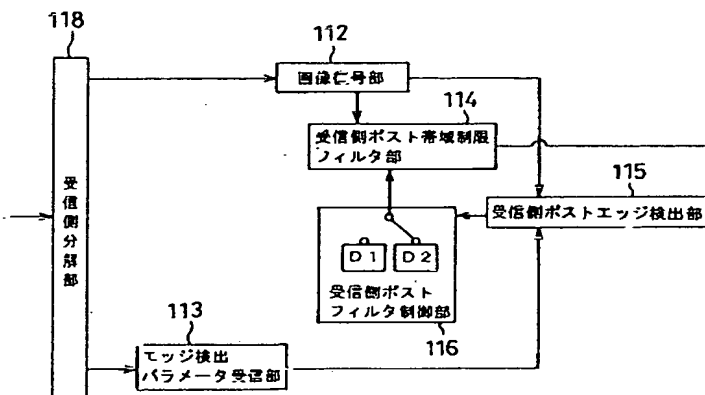 118
112
画像信号部
114
受信側ポスト帯域制限
フィルタ部
115
受信側ポストエッジ検出部
受信側分解部
D1
D2
受信側ポスト
フィルタ制御部
116
113
エッジ検出
パラメータ受信部